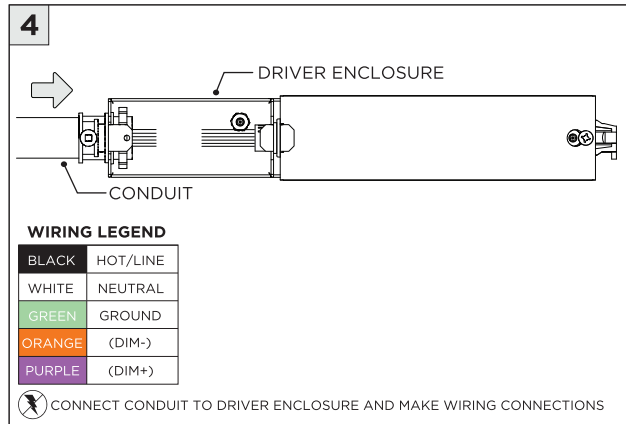 4
DRIVER ENCLOSURE
CONDUIT
WIRING LEGEND
BLACK HOT/LINE
WHITE NEUTRAL
GREEN GROUND
ORANGE (DIM-)
PURPLE (DIM+)
CONNECT CONDUIT TO DRIVER ENCLOSURE AND MAKE WIRING CONNECTIONS